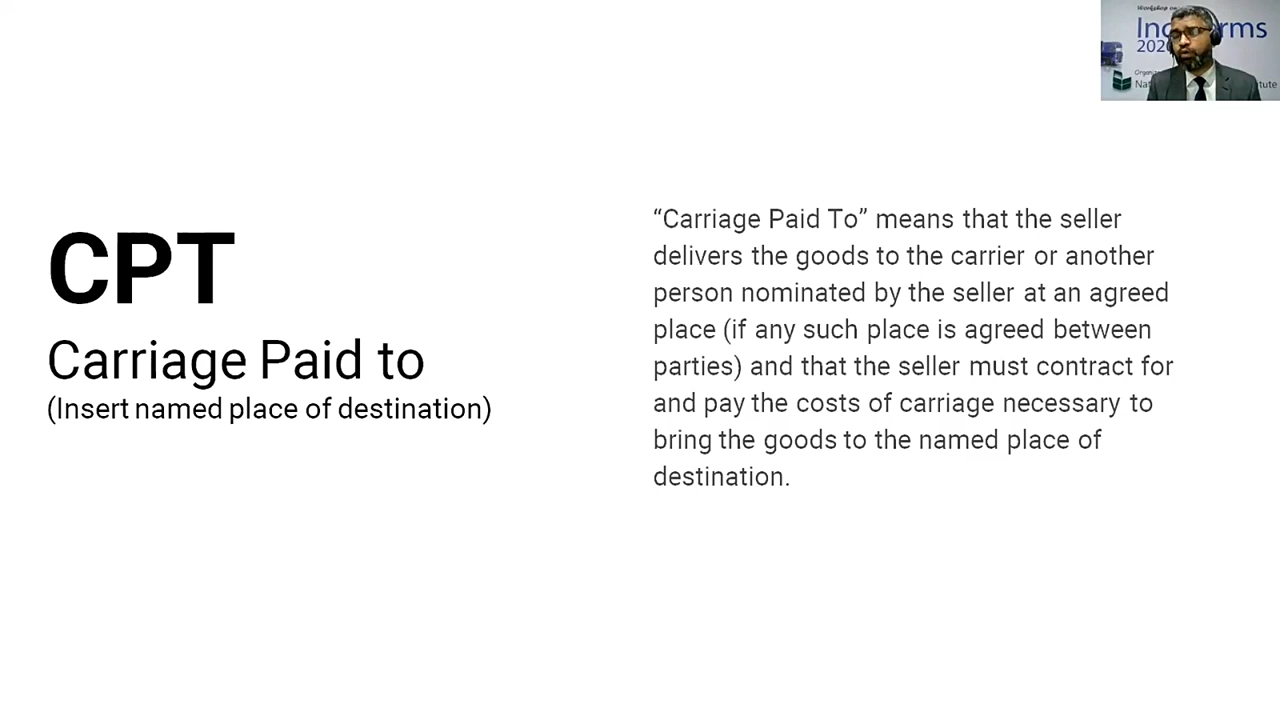 Workshop on
2020
CPT
Carriage Paid to
(Insert named place of destination)
“Carriage Paid To” means that the seller
delivers the goods to the carrier or another
person nominated by the seller at an agreed
place (if any such place is agreed between
parties) and that the seller must contract for
and pay the costs of carriage necessary to
bring the goods to the named place of
destination.